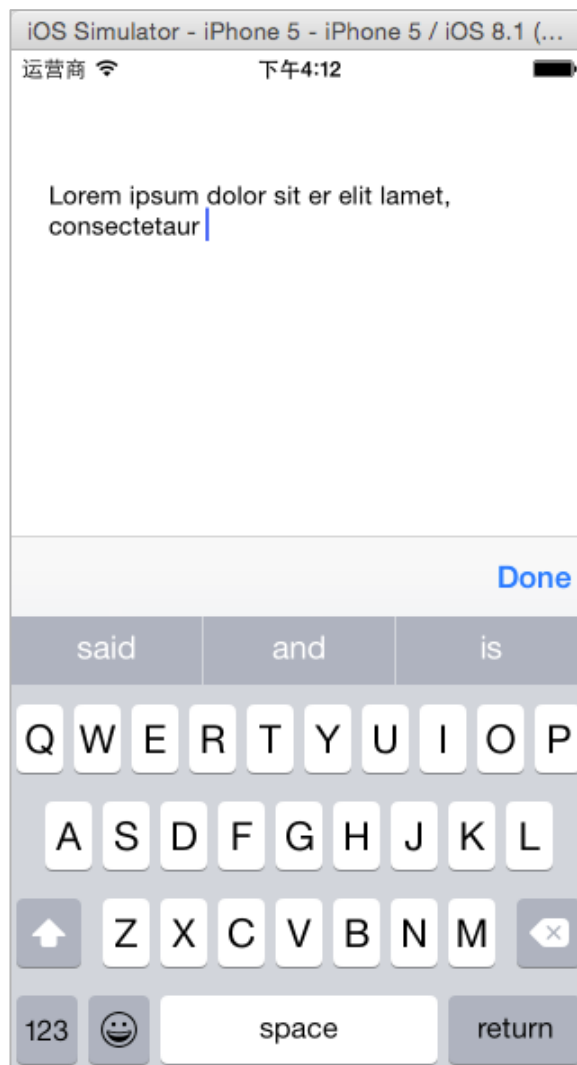 iOS Simulator - iPhone 5 - iPhone 5 / iOS 8.1 (...
运营商 下午4:12
Lorem ipsum dolor sit er elit lamet,
consectetaur
Done
said and is
Q W E R T Y U I O P
A S D F G H J K L
Z X C V B N M
123 space return